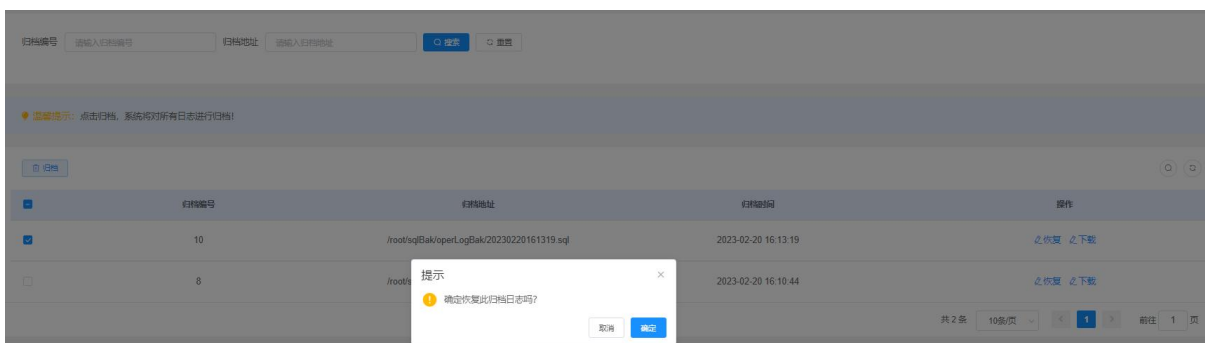 归档编号 请输入归档编号 归档地址 请输入归档地址 搜索 重置
温馨提示：点击归档，系统将对所有日志进行归档！
归档
归档编号 归档地址 归档时间 操作
10 /root/sqlBak/operLogBak/20230220161319.sql 2023-02-20 16:13:19 恢复 下载
8 /root/s 2023-02-20 16:10:44 恢复 下载
提示
确定恢复此归档日志吗？
取消 确定
共 2 条 10条/页 1 前往 1 页